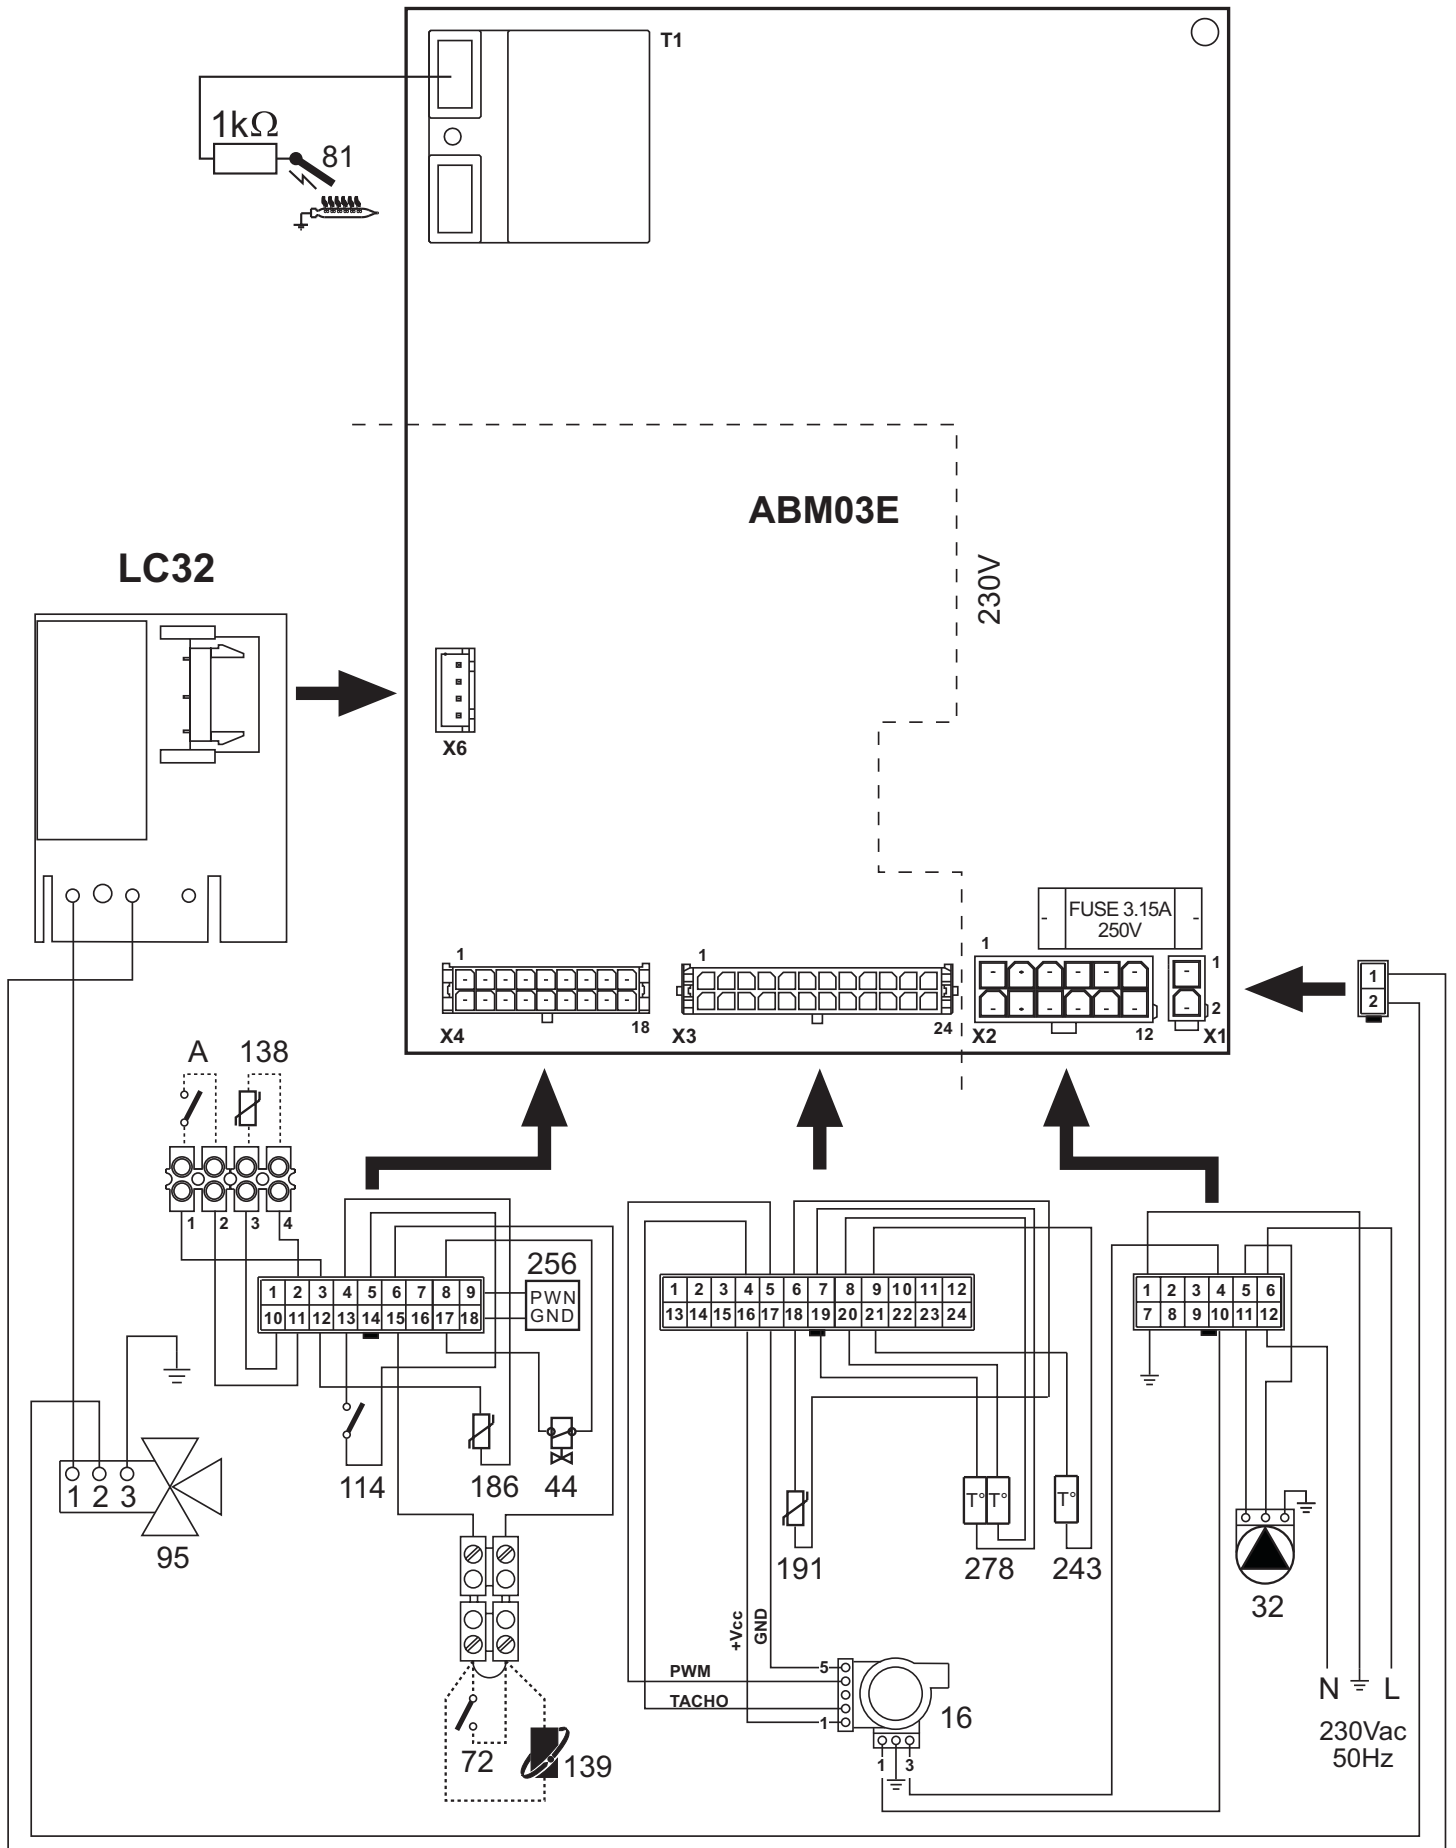 T1
1kΩ
81
ABM03E
230V
LC32
X6
FUSE 3.15A
250V
1
1
1
1
2
X4
18
X3
24
X2
12
X1
1
2
A
138
1
2
3
4
1 2 3 4 5 6 7 8 9
10 11 12 13 14 15 16 17 18
256
PWN
GND
1 2 3 4 5 6 7 8 9 10 11 12
13 14 15 16 17 18 19 20 21 22 23 24
1 2 3 4 5 6
7 8 9 10 11 12
1 2 3
95
114
186
44
191
278
T° T°
243
T°
32
+Vcc
GND
PWM
TACHO
5
1
16
1 3
72
139
N L
230Vac
50Hz